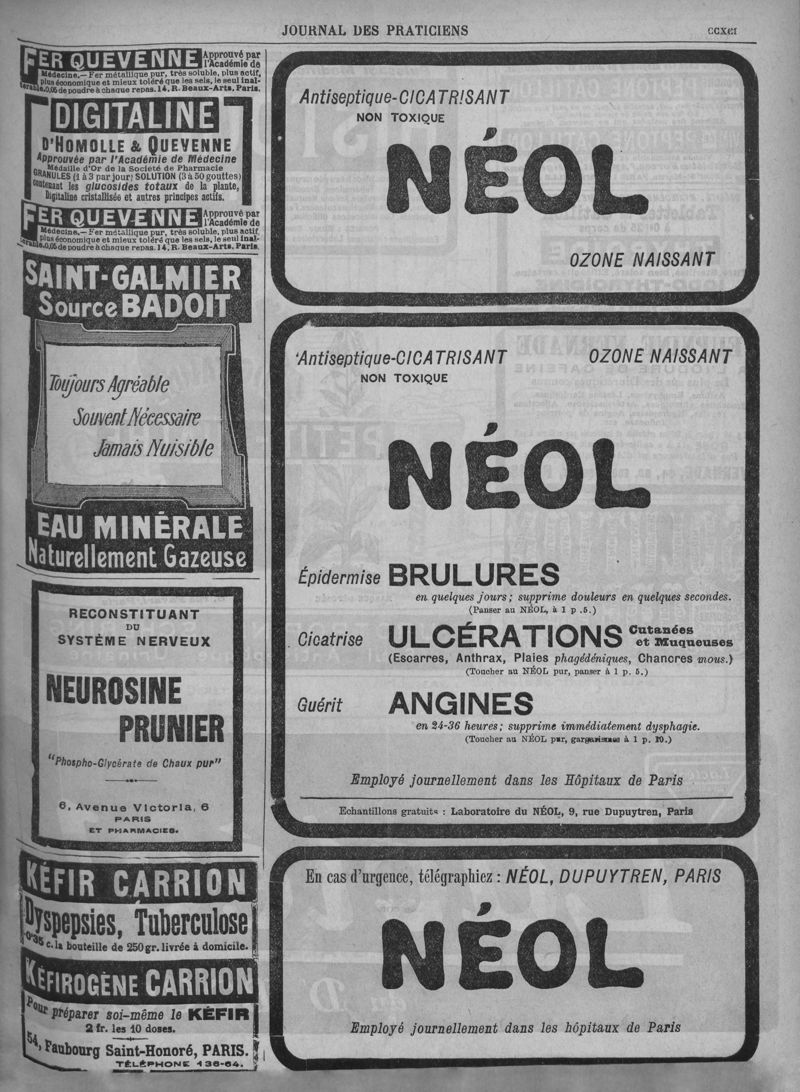 JOURNAL DES PRATICIENS
FER QUEVENNE Approuvé par
l'Académie de
Médecine.— Fer métallique pur, très soluble, plus actif,
plus économique et mieux toléré que les sels, le seul inal-
térable.0,05 de poudre à chaque repas. 14, R. Beaux-Arts, Paris.
DIGITALINE
D'HOMOLLE & QUEVENNE
Approuvée par l'Académie de Médecine
Médaille d'Or de la Société de Pharmacie
GRANULES (1 à 3 par jour) SOLUTION (3 à 50 gouttes)
contenant les glucosides totaux de la plante,
Digitaline cristallisée et autres principes actifs.
FER QUEVENNE Approuvé par
l'Académie de
Médecine.— Fer métallique pur, très soluble, plus actif,
plus économique et mieux toléré que les sels, le seul inal-
térable.0,05 de poudre à chaque repas. 14, R. Beaux-Arts, Paris.
SAINT-GALMIER
Source BADOIT
Toujours Agréable
Souvent Nécessaire
Jamais Nuisible
EAU MINÉRALE
Naturellement Gazeuse
RECONSTITUANT
DU
SYSTÈME NERVEUX
NEUROSINE
PRUNIER
"Phospho-Glycérate de Chaux pur"
6, Avenue Victoria, 6
PARIS
ET PHARMACIES.
KÉFIR CARRION
Dyspepsies, Tuberculose
0'35 c. la bouteille de 250 gr. livrée à domicile.
KÉFIROGÈNE CARRION
Pour préparer soi-même le KÉFIR
2 fr. les 10 doses.
54, Faubourg Saint-Honoré, PARIS.
TÉLÉPHONE 136-64.
Antiseptique-CICATRISANT
NON TOXIQUE
NÉOL
OZONE NAISSANT
Antiseptique-CICATRISANT OZONE NAISSANT
NON TOXIQUE
NÉOL
Épidermise BRULURES
en quelques jours; supprime douleurs en quelques secondes.
(Panser au NÉOL, à 1 p .5.)
Cicatrise ULCÉRATIONS Cutanées
et Muqueuses
(Escarres, Anthrax, Plaies phagédéniques, Chancres mous.)
(Toucher au NÉOL pur, panser à 1 p. 5.)
Guérit ANGINES
en 24-36 heures; supprime immédiatement dysphagie.
(Toucher au NÉOL pur, gargarismes à 1 p. 10.)
Employé journellement dans les Hôpitaux de Paris
Echantillons gratuits : Laboratoire du NÉOL, 9, rue Dupuytren, Paris
En cas d'urgence, télégraphiez : NÉOL, DUPUYTREN, PARIS
NÉOL
Employé journellement dans les hôpitaux de Paris